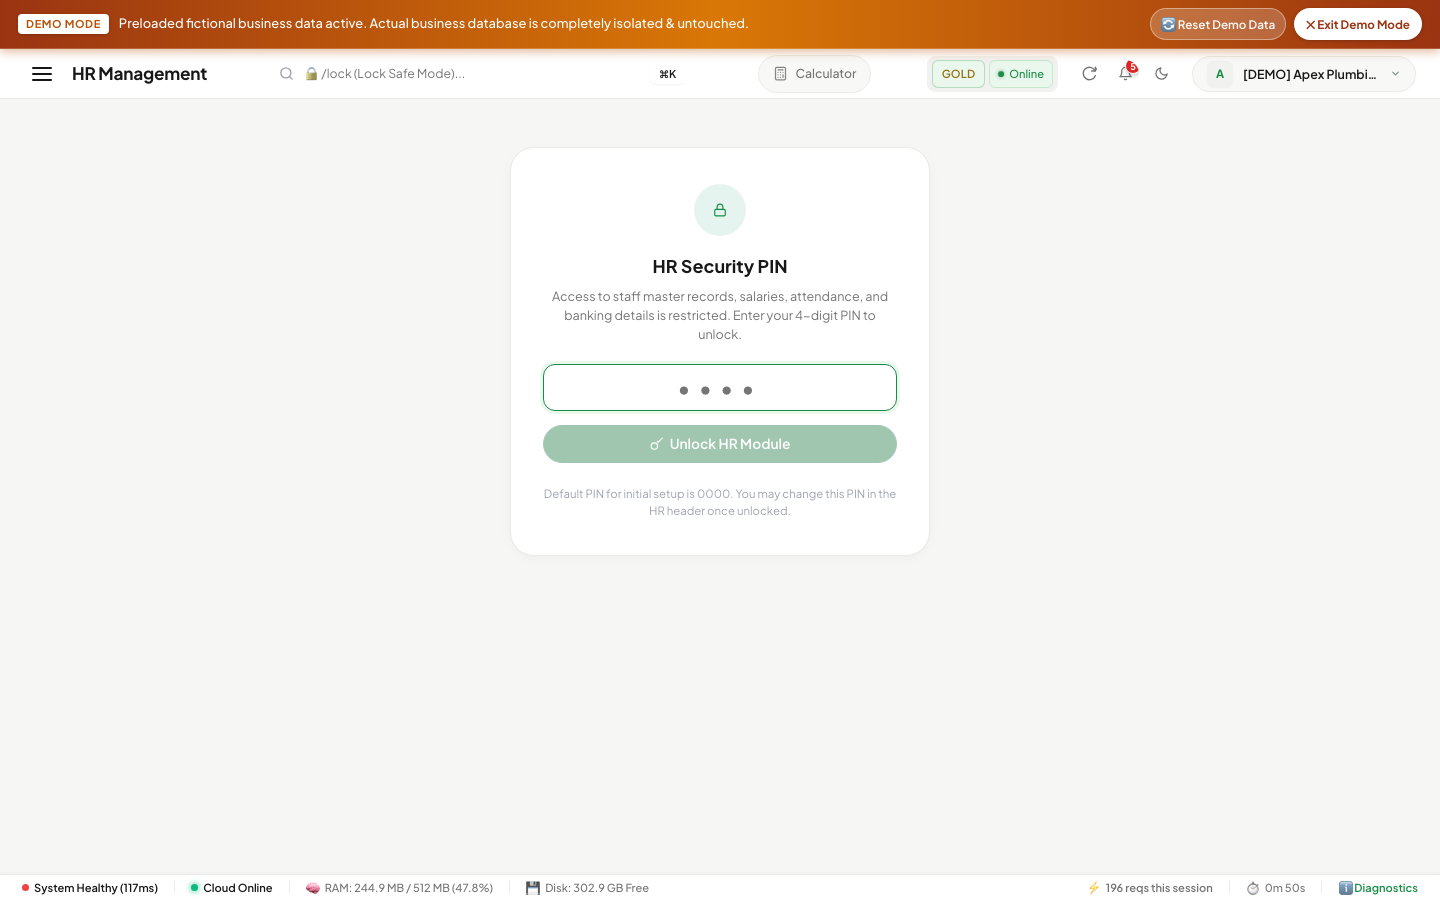 DEMO MODE Preloaded fictional business data active. Actual business database is completely isolated & untouched.
Reset Demo Data
Exit Demo Mode
HR Management
/lock (Lock Safe Mode)...
⌘K
Calculator
GOLD
Online
5
A
[DEMO] Apex Plumbi...
HR Security PIN
Access to staff master records, salaries, attendance, and
banking details is restricted. Enter your 4-digit PIN to
unlock.
Unlock HR Module
Default PIN for initial setup is 0000. You may change this PIN in the
HR header once unlocked.
System Healthy (117ms)
Cloud Online
RAM: 244.9 MB / 512 MB (47.8%)
Disk: 302.9 GB Free
196 reqs this session
0m 50s
Diagnostics